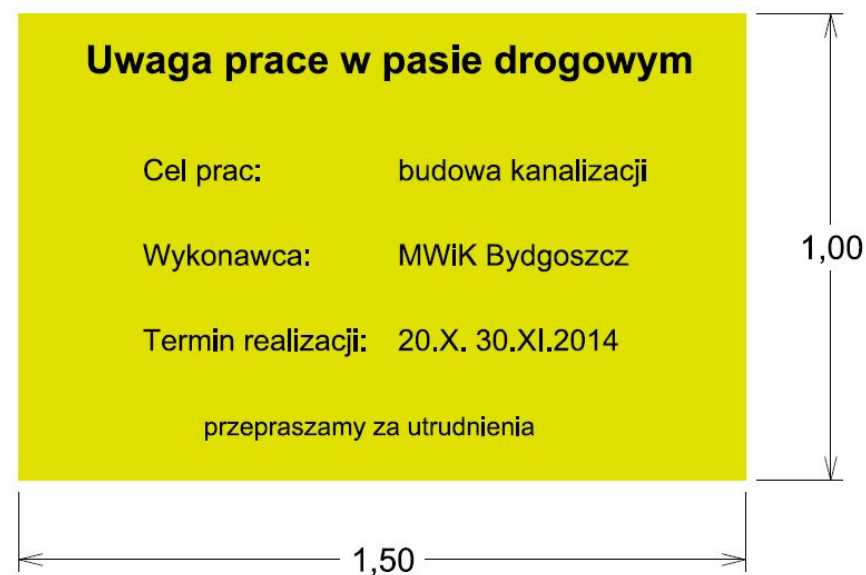 Uwaga prace w pasie drogowym
Cel prac: budowa kanalizacji
Wykonawca: MWiK Bydgoszcz
1,00
Termin realizacji: 20.X. 30.XI.2014
przepraszamy za utrudnienia
1,50